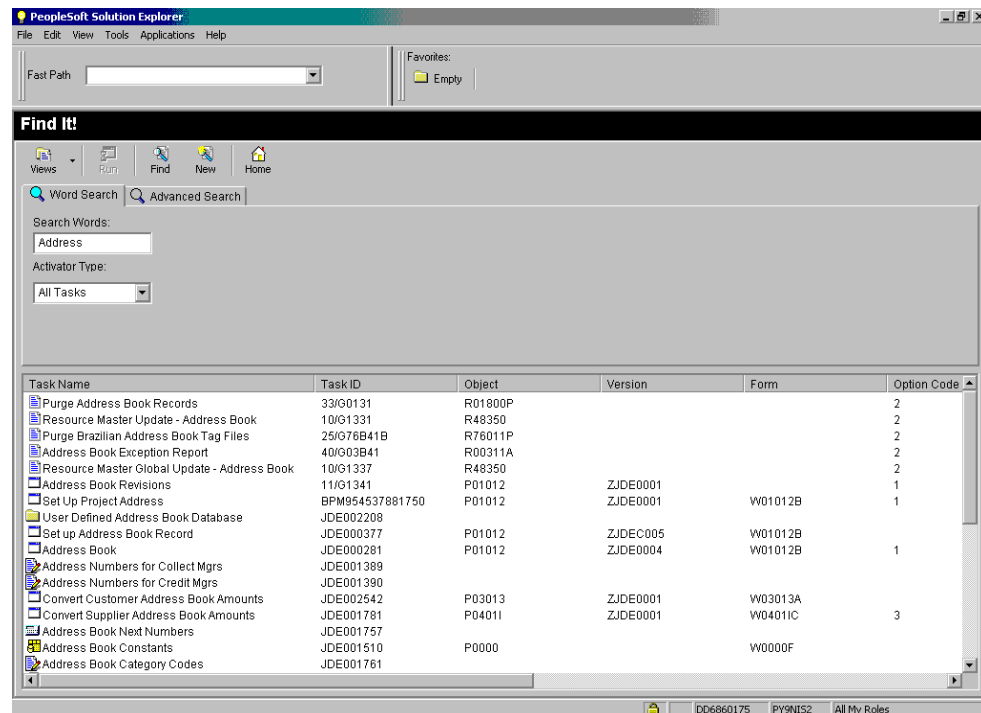 PeopleSoft Solution Explorer
File Edit View Tools Applications Help
Fast Path
Favorites:
Empty
Find It!
Views Run Find New Home
Word Search Advanced Search
Search Words:
Address
Activator Type:
All Tasks
Task Name Task ID Object Version Form Option Code
Purge Address Book Records 33/G0131 R01800P 2
Resource Master Update - Address Book 10/G1331 R48350 2
Purge Brazilian Address Book Tag Files 25/G76B41B R76011P 2
Address Book Exception Report 40/G03B41 R00311A 2
Resource Master Global Update - Address Book 10/G1337 R48350 2
Address Book Revisions 11/G1341 P01012 ZJDE0001 1
Set Up Project Address BPM954537881750 P01012 ZJDE0001 W01012B 1
User Defined Address Book Database JDE002208
Set up Address Book Record JDE000377 P01012 ZJDEC005 W01012B
Address Book JDE000281 P01012 ZJDE0004 W01012B 1
Address Numbers for Collect Mgrs JDE001389
Address Numbers for Credit Mgrs JDE001390
Convert Customer Address Book Amounts JDE002542 P03013 ZJDE0001 W03013A
Convert Supplier Address Book Amounts JDE001781 P0401I ZJDE0001 W0401IC 3
Address Book Next Numbers JDE001757
Address Book Constants JDE001510 P0000 W0000F
Address Book Category Codes JDE001761
DD6860175 PY9NIS2 All My Roles